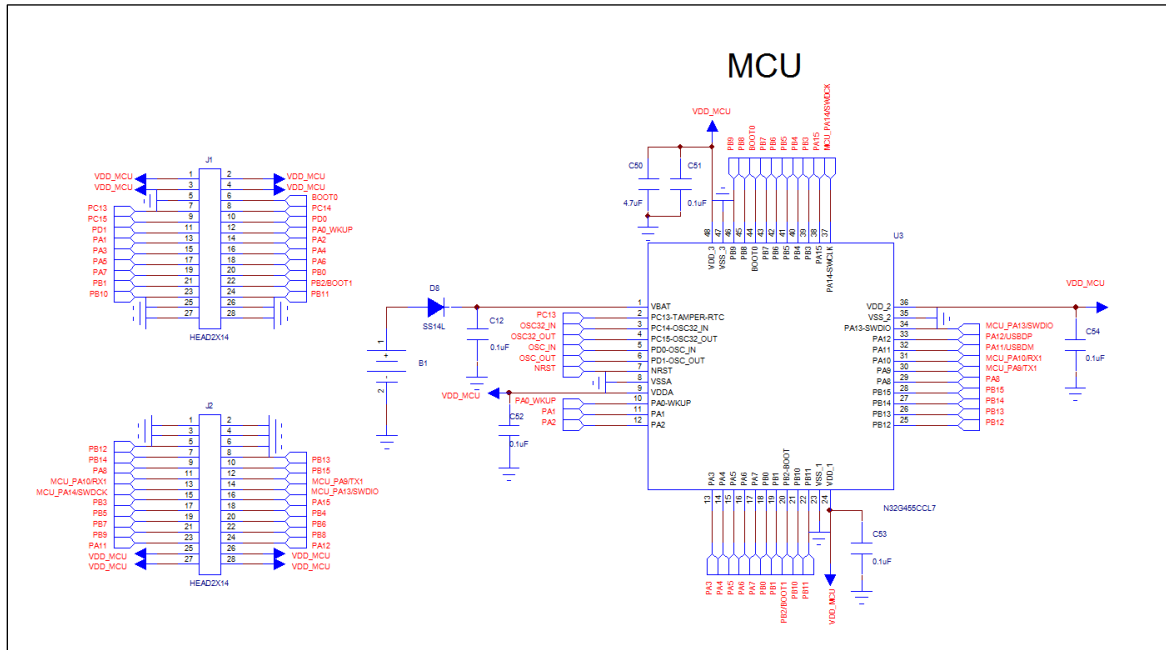 MCU
VDD_MCU
PB9
PB8
BOOT0
PB7
PB6
PB5
PB4
PB3
PA15
MCU_PA14/SWDCK
J1
VDD_MCU 1 2 VDD_MCU
VDD_MCU 3 4 VDD_MCU
5 6 BOOT0
PC13 7 8 PC14
PC15 9 10 PD0
PD1 11 12 PA0_WKUP
PA1 13 14 PA2
PA3 15 16 PA4
PA5 17 18 PA6
PA7 19 20 PB0
PB1 21 22 PB2/BOOT1
PB10 23 24 PB11
25 26
27 28
HEAD2X14
C50
4.7uF
C51
0.1uF
48 47 46 45 44 43 42 41 40 39 38 37
VDD_3
VSS_3
PB9
PB8
BOOT0
PB7
PB6
PB5
PB4
PB3
PA15
PA14-SWCLK
U3
D8
SS14L
C12
0.1uF
1
+
B1
2
1 VBAT
PC13 2 PC13-TAMPER-RTC
OSC32_IN 3 PC14-OSC32_IN
OSC32_OUT 4 PC15-OSC32_OUT
OSC_IN 5 PD0-OSC_IN
OSC_OUT 6 PD1-OSC_OUT
NRST 7 NRST
8 VSSA
VDD_MCU 9 VDDA
PA0_WKUP 10 PA0-WKUP
PA1 11 PA1
PA2 12 PA2
C52
0.1uF
VDD_2 36 VDD_MCU
VSS_2 35
PA13-SWDIO 34 MCU_PA13/SWDIO
PA12 33 PA12/USBDP
PA11 32 PA11/USBDM
PA10 31 MCU_PA10/RX1
PA9 30 MCU_PA9/TX1
PA8 29 PA8
PB15 28 PB15
PB14 27 PB14
PB13 26 PB13
PB12 25 PB12
C54
0.1uF
J2
1 2
3 4
5 6
PB12 7 8 PB13
PB14 9 10 PB15
PA8 11 12 MCU_PA9/TX1
MCU_PA10/RX1 13 14 MCU_PA13/SWDIO
MCU_PA14/SWDCK 15 16 PA15
PB3 17 18 PB4
PB5 19 20 PB6
PB7 21 22 PB8
PB9 23 24 PA12
PA11 25 26 VDD_MCU
VDD_MCU 27 28 VDD_MCU
VDD_MCU
HEAD2X14
PA3
PA4
PA5
PA6
PA7
PB0
PB1
PB2-BOOT
PB10
PB11
VSS_1
VDD_1
13 14 15 16 17 18 19 20 21 22 23 24
N32G455CCL7
C53
0.1uF
PA3
PA4
PA5
PA6
PA7
PB0
PB1
PB2/BOOT1
PB10
PB11
VDD_MCU